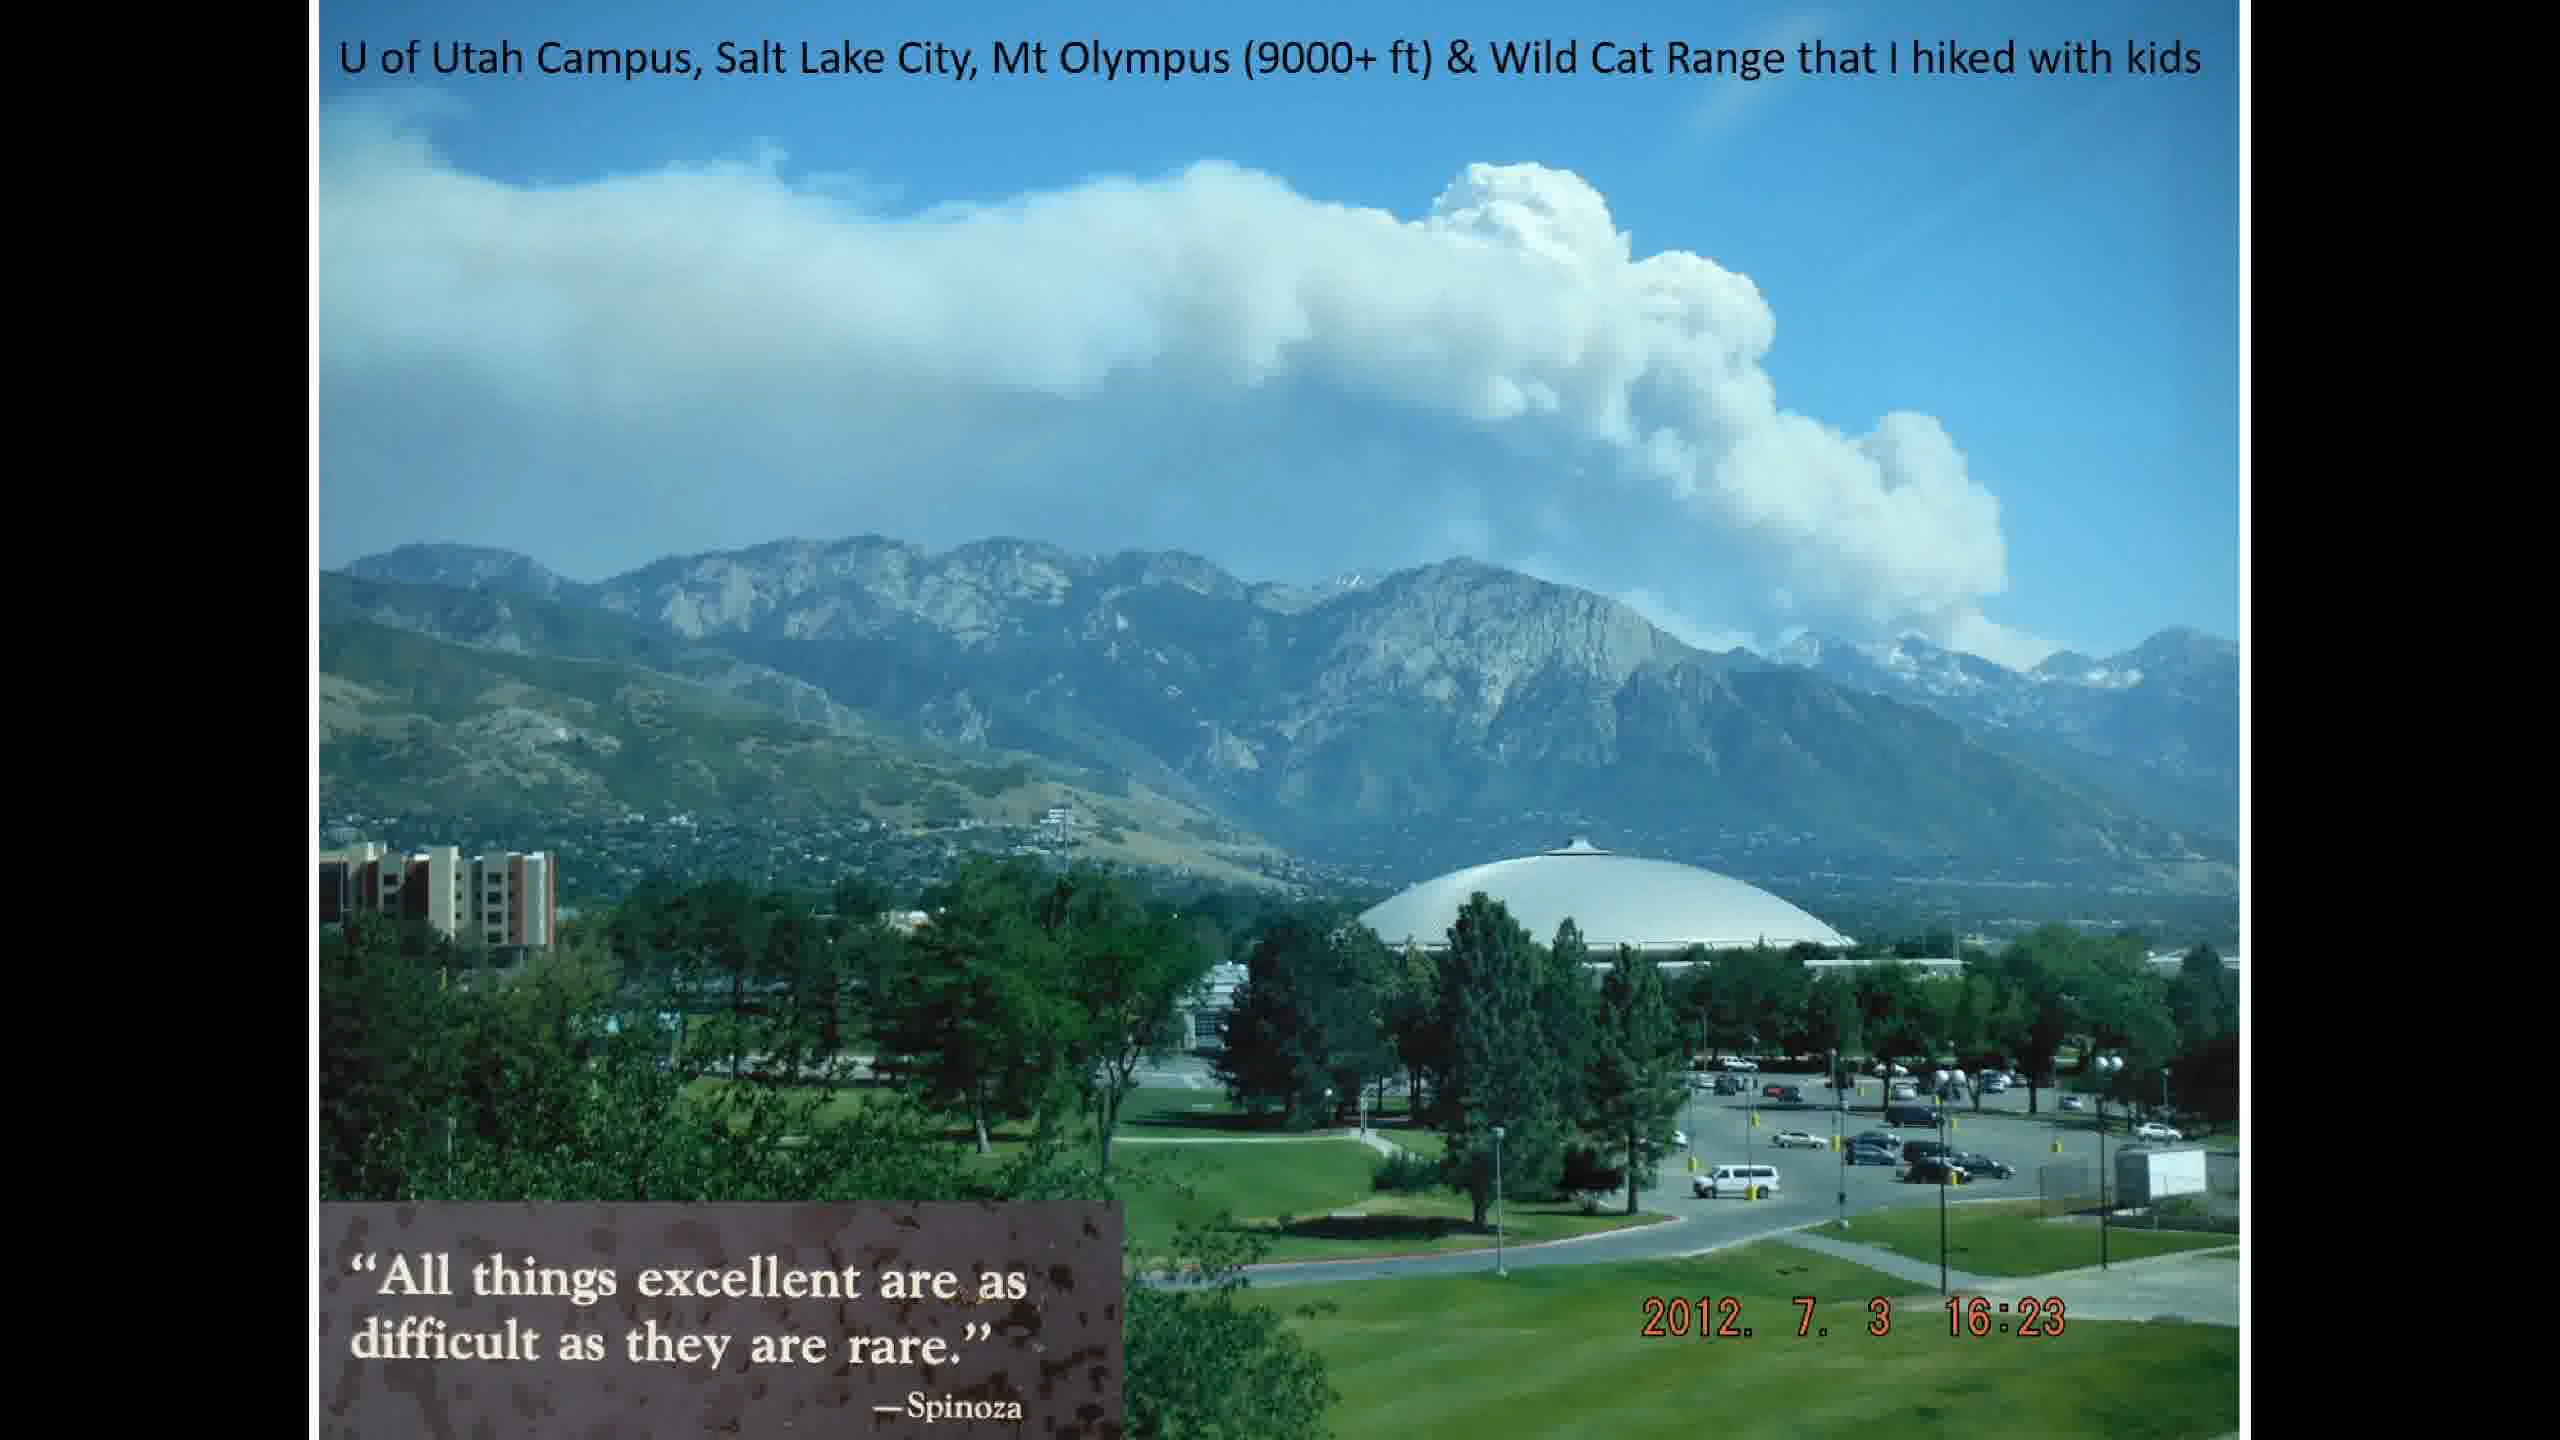 U of Utah Campus, Salt Lake City, Mt Olympus (9000+ ft) & Wild Cat Range that I hiked with kids
“All things excellent are as
difficult as they are rare.”
—Spinoza
2012. 7. 3 16:23